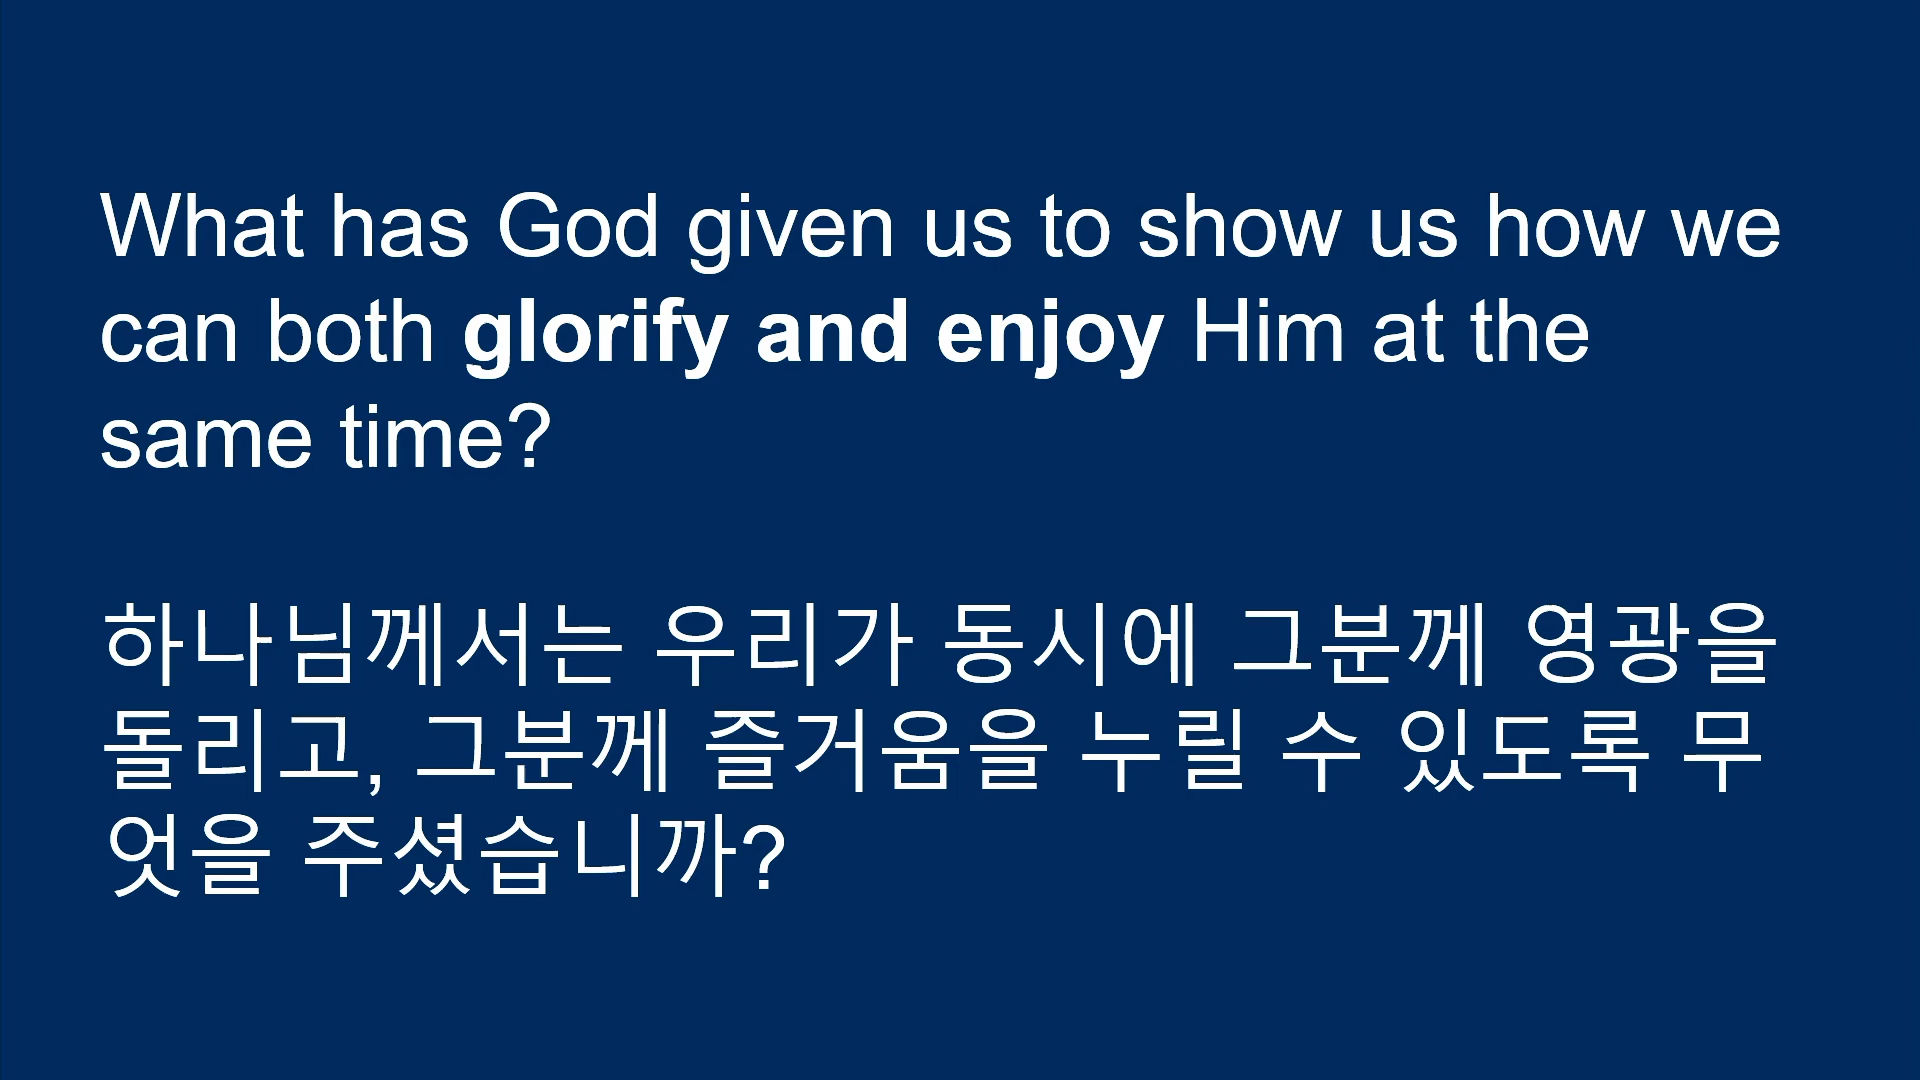 What has God given us to show us how we
can both glorify and enjoy Him at the
same time?
하나님께서는 우리가 동시에 그분께 영광을
돌리고, 그분께 즐거움을 누릴 수 있도록 무
엇을 주셨습니까?